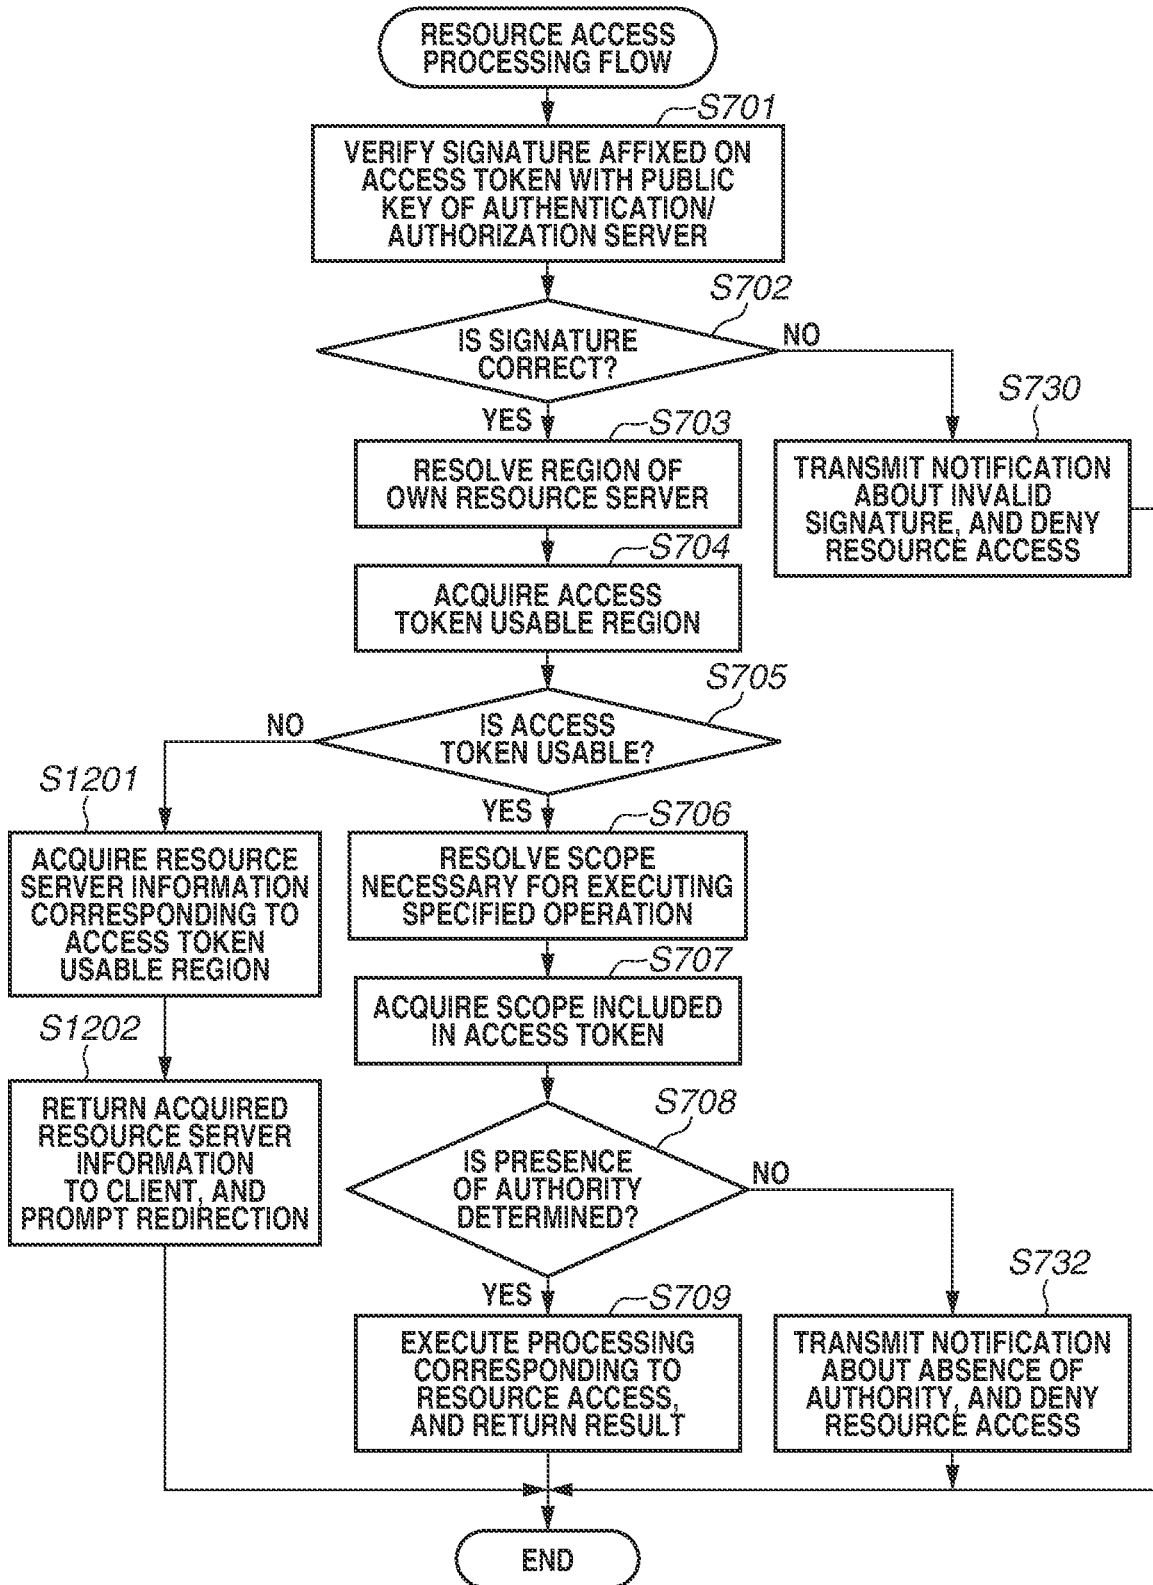 RESOURCE ACCESS
PROCESSING FLOW
S701
VERIFY SIGNATURE AFFIXED ON
ACCESS TOKEN WITH PUBLIC
KEY OF AUTHENTICATION/
AUTHORIZATION SERVER
S702
IS SIGNATURE
CORRECT?
NO
YES
S703
RESOLVE REGION OF
OWN RESOURCE SERVER
S730
TRANSMIT NOTIFICATION
ABOUT INVALID
SIGNATURE, AND DENY
RESOURCE ACCESS
S704
ACQUIRE ACCESS
TOKEN USABLE REGION
S705
IS ACCESS
TOKEN USABLE?
NO
YES
S1201
ACQUIRE RESOURCE
SERVER INFORMATION
CORRESPONDING TO
ACCESS TOKEN
USABLE REGION
S706
RESOLVE SCOPE
NECESSARY FOR EXECUTING
SPECIFIED OPERATION
S707
ACQUIRE SCOPE INCLUDED
IN ACCESS TOKEN
S1202
RETURN ACQUIRED
RESOURCE SERVER
INFORMATION
TO CLIENT, AND
PROMPT REDIRECTION
S708
IS PRESENCE
OF AUTHORITY
DETERMINED?
NO
YES
S709
EXECUTE PROCESSING
CORRESPONDING TO
RESOURCE ACCESS,
AND RETURN RESULT
S732
TRANSMIT NOTIFICATION
ABOUT ABSENCE OF
AUTHORITY, AND DENY
RESOURCE ACCESS
END